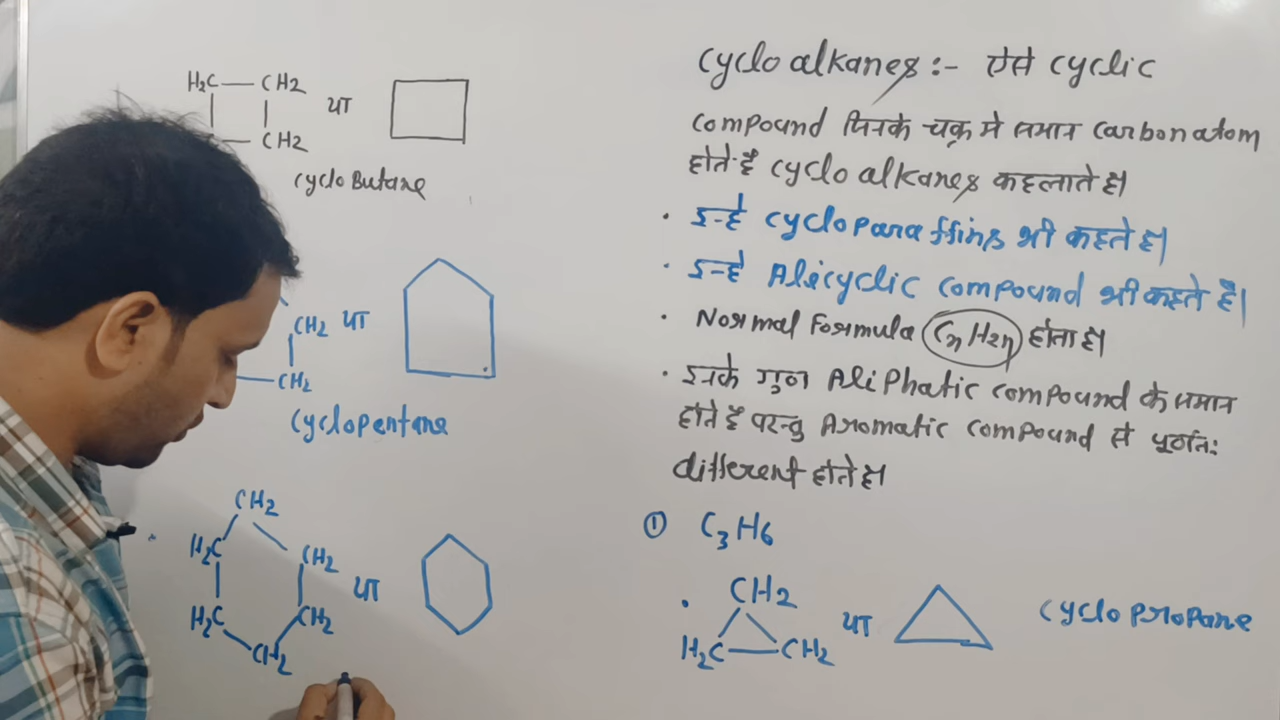 H₂C — CH2
CH2
या
cyclo Butane
CH2
CH2
या
cyclopentane
CH2
H₂C
CH2
या
H₂C
CH2
CH2
Cyclo alkanes :- ऐसे cyclic
compound जिनके चक्र मे समान Carbon atom
होते है cyclo alkanes कहलाते है।
• इन्हे cyclopara ffins भी कहते है।
• इन्हे Alicyclic compound भी कहते हैं।
• Normal Formula CnH2n होता है।
• इनके गुण AliPhatic compound के समान
होते है परन्तु Aromatic compound से पूर्णतः
different होते है।
① C₃H₆
• CH2
H₂C — CH2 या cyclo propane